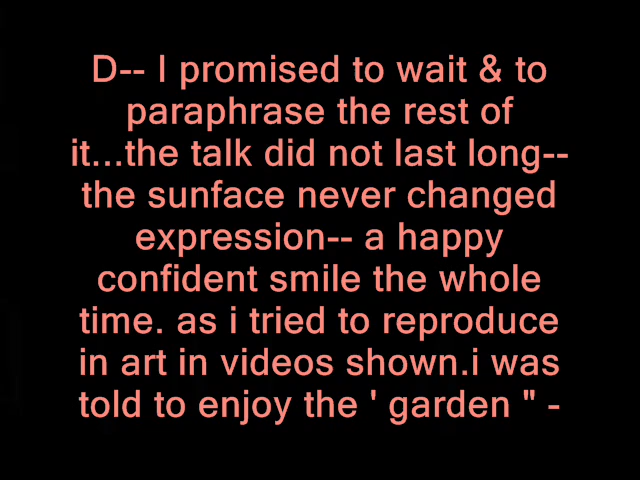 D-- I promised to wait & to
paraphrase the rest of
it...the talk did not last long--
the sunface never changed
expression-- a happy
confident smile the whole
time. as i tried to reproduce
in art in videos shown.i was
told to enjoy the ' garden " -